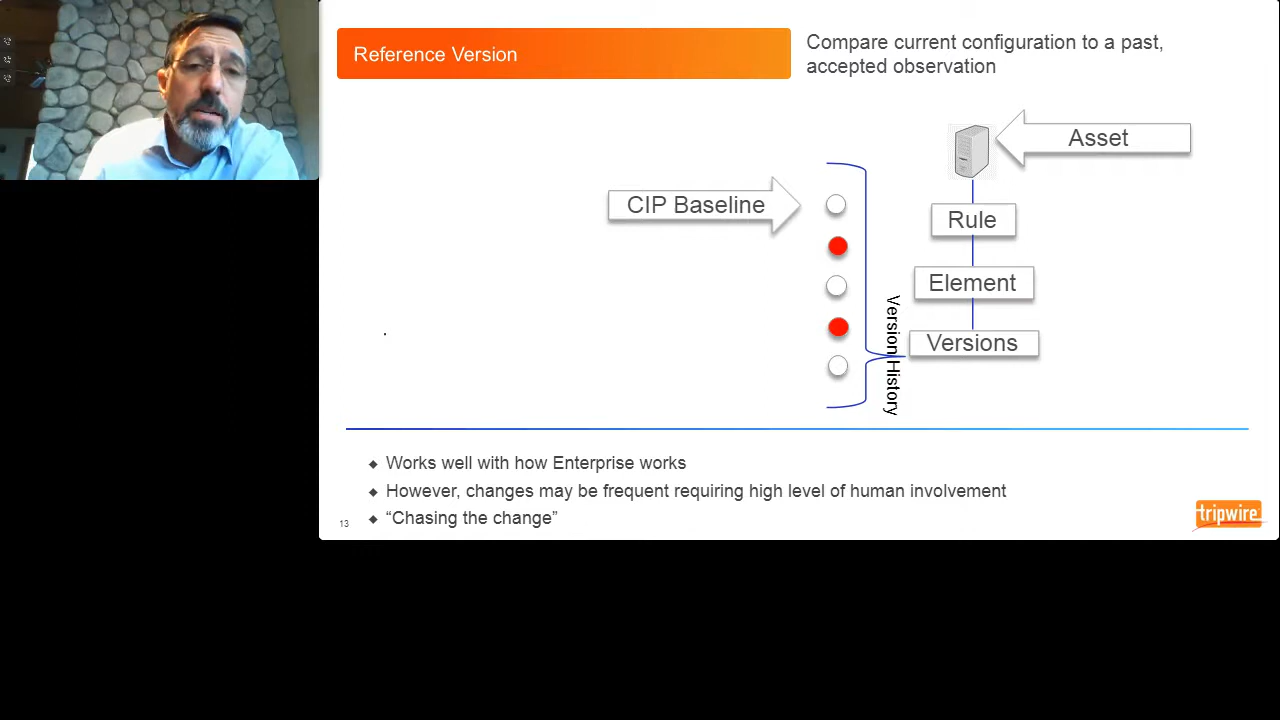 Reference Version
Compare current configuration to a past,
accepted observation
Asset
CIP Baseline
Rule
Element
Versions
Version History
Works well with how Enterprise works
However, changes may be frequent requiring high level of human involvement
“Chasing the change”
13
tripwire